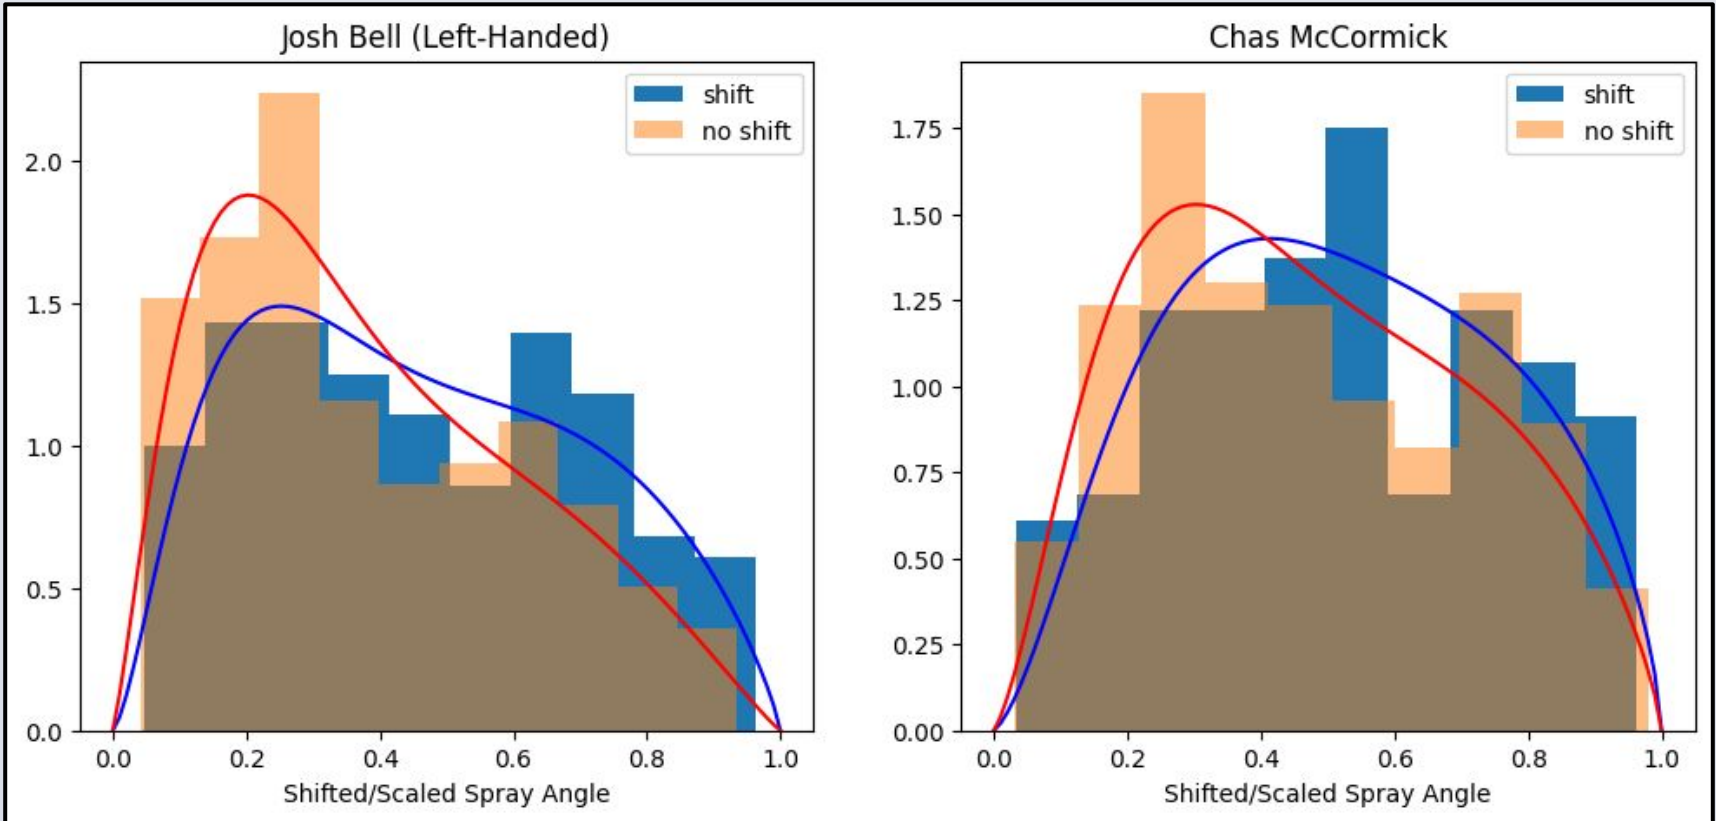 Josh Bell (Left-Handed)
shift
no shift
2.0
1.5
1.0
0.5
0.0
0.0 0.2 0.4 0.6 0.8 1.0
Shifted/Scaled Spray Angle
Chas McCormick
shift
no shift
1.75
1.50
1.25
1.00
0.75
0.50
0.25
0.00
0.0 0.2 0.4 0.6 0.8 1.0
Shifted/Scaled Spray Angle